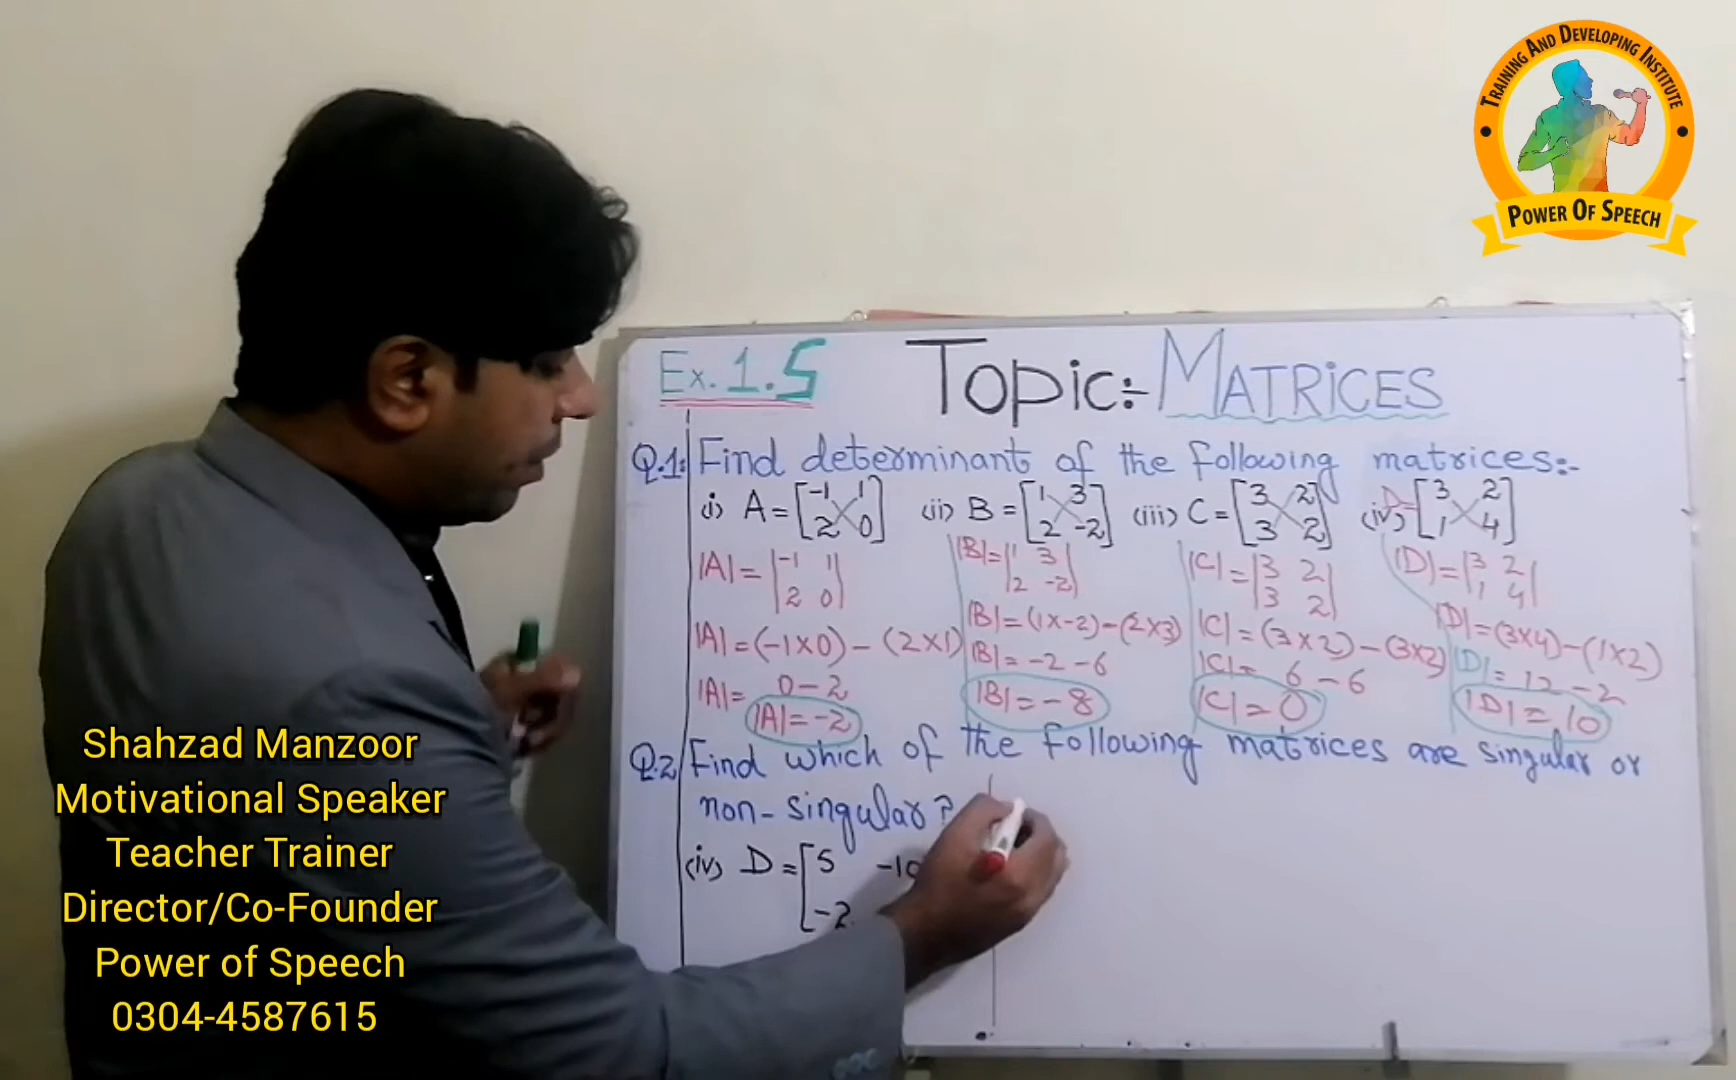 TRAINING AND DEVELOPING INSTITUTE
POWER OF SPEECH
Ex. 1.5 Topic:- MATRICES
Q.1: Find determinant of the following matrices:-
(i) A = [-1 1 (ii) B = [1 3 (iii) C = [3 2 (iv) D = [3 2
2 0] 2 -2] 3 2] 1 4]
|A| = |-1 1 |B| = |1 3 |C| = |3 2 |D| = |3 2
2 0| 2 -2| 3 2| 1 4|
|A| = (-1×0) - (2×1) |B| = (1×-2) - (2×3) |C| = (3×2) - (3×2) |D| = (3×4) - (1×2)
|A| = 0-2 |B| = -2 -6 |C| = 6 - 6 |D| = 12 - 2
|A| = -2 |B| = -8 |C| = 0 |D| = 10
Q.2 Find which of the following matrices are singular or
non-singular?
(iv) D = [5 -10
-2
Shahzad Manzoor
Motivational Speaker
Teacher Trainer
Director/Co-Founder
Power of Speech
0304-4587615